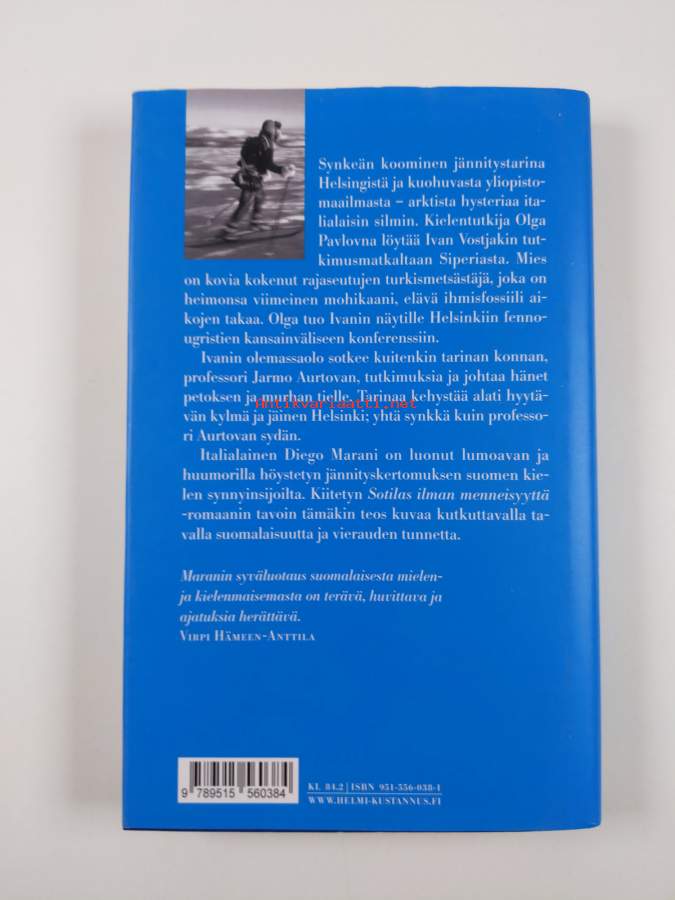 Synkeän koominen jännitystarina
Helsingistä ja kuohuvasta yliopisto-
maailmasta – arktista hysteriaa ita-
lialaisin silmin. Kielentutkija Olga
Pavlovna löytää Ivan Vostjakin tut-
kimusmatkaltaan Siperiasta. Mies
on kovia kokenut rajaseutujen turkismetsästäjä, joka on
heimonsa viimeinen mohikaani, elävä ihmisfossiili ai-
kojen takaa. Olga tuo Ivanin näytille Helsinkiin fenno-
ugristien kansainväliseen konferenssiin.
Ivanin olemassaolo sotkee kuitenkin tarinan konnan,
professori Jarmo Aurtovan, tutkimuksia ja johtaa hänet
petoksen ja murhan tielle. Tarinaa kehystää alati hyytä-
Antikvariaatti.net
vän kylmä ja jäinen Helsinki; yhtä synkkä kuin professo-
ri Aurtovan sydän.
Italialainen Diego Marani on luonut lumoavan ja
huumorilla höystetyn jännityskertomuksen suomen kie-
len synnyinsijoilta. Kiitetyn Sotilas ilman menneisyyttä
-romaanin tavoin tämäkin teos kuvaa kutkuttavalla ta-
valla suomalaisuutta ja vierauden tunnetta.
Maranin syväluotaus suomalaisesta mielen-
ja kielenmaisemasta on terävä, huvittava ja
ajatuksia herättävä.
Virpi Hämeen-Anttila
9 789515 560384
KL 84.2 | ISBN 951-556-038-1
WWW.HELMI-KUSTANNUS.FI